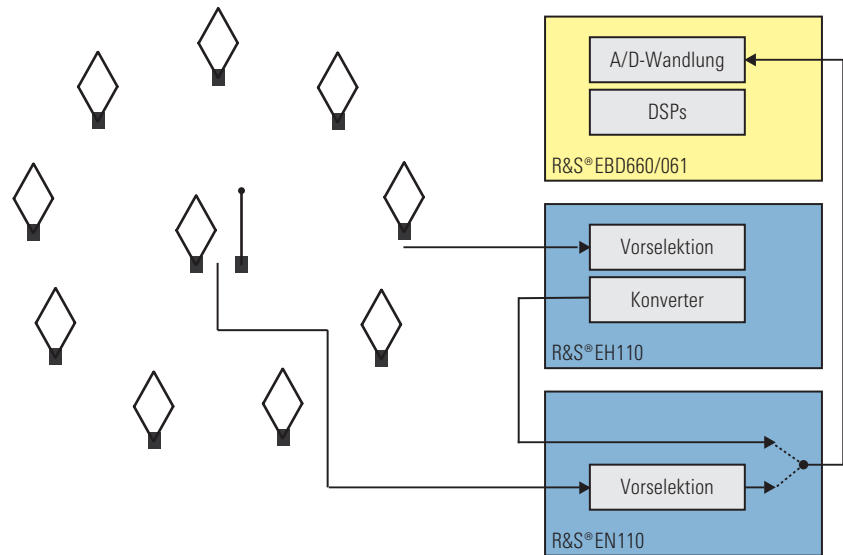 A/D-Wandlung
DSPs
R&S®EBD660/061
Vorselektion
Konverter
R&S®EH110
Vorselektion
R&S®EN110